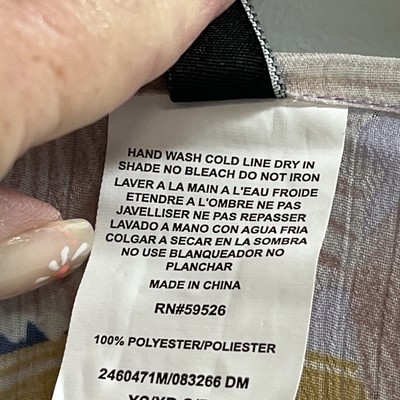 HAND WASH COLD LINE DRY IN
SHADE NO BLEACH DO NOT IRON
LAVER A LA MAIN A L'EAU FROIDE
ETENDRE A L'OMBRE NE PAS
JAVELLISER NE PAS REPASSER
LAVADO A MANO CON AGUA FRIA
COLGAR A SECAR EN LA SOMBRA
NO USE BLANQUEADOR NO
PLANCHAR
MADE IN CHINA
RN#59526
100% POLYESTER/POLIESTER
2460471M/083266 DM